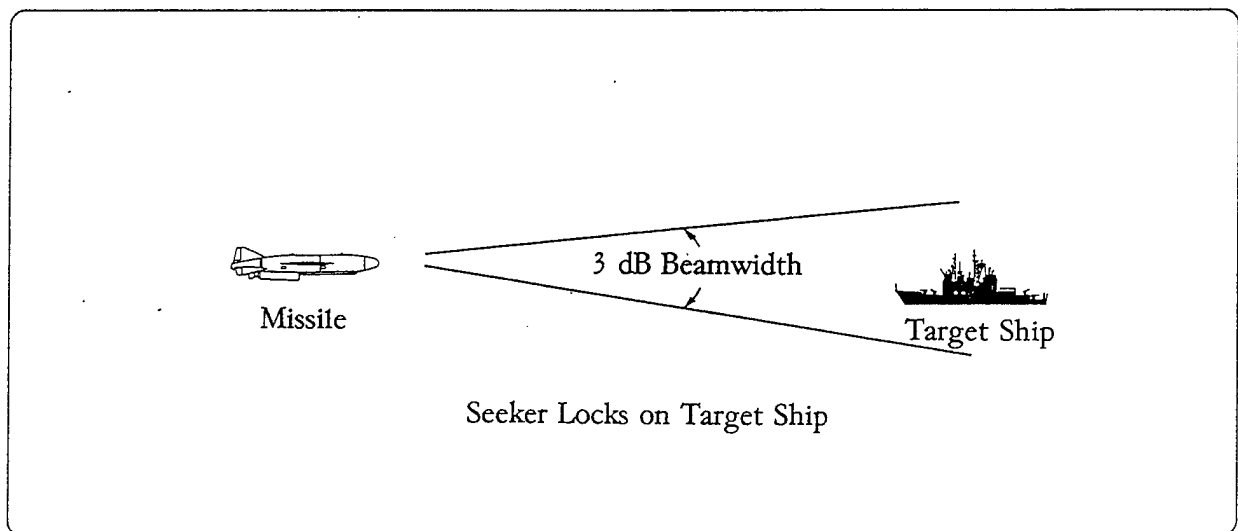 3 dB Beamwidth
Missile
Target Ship
Seeker Locks on Target Ship